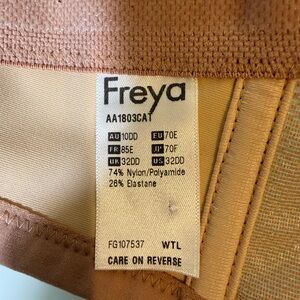 Freya
AA1803CAT
AU 10DD EU 70E
FR 85E JP 70F
UK 32DD US 32DD
74% Nylon/Polyamide
26% Elastane
FG107537 WTL
CARE ON REVERSE